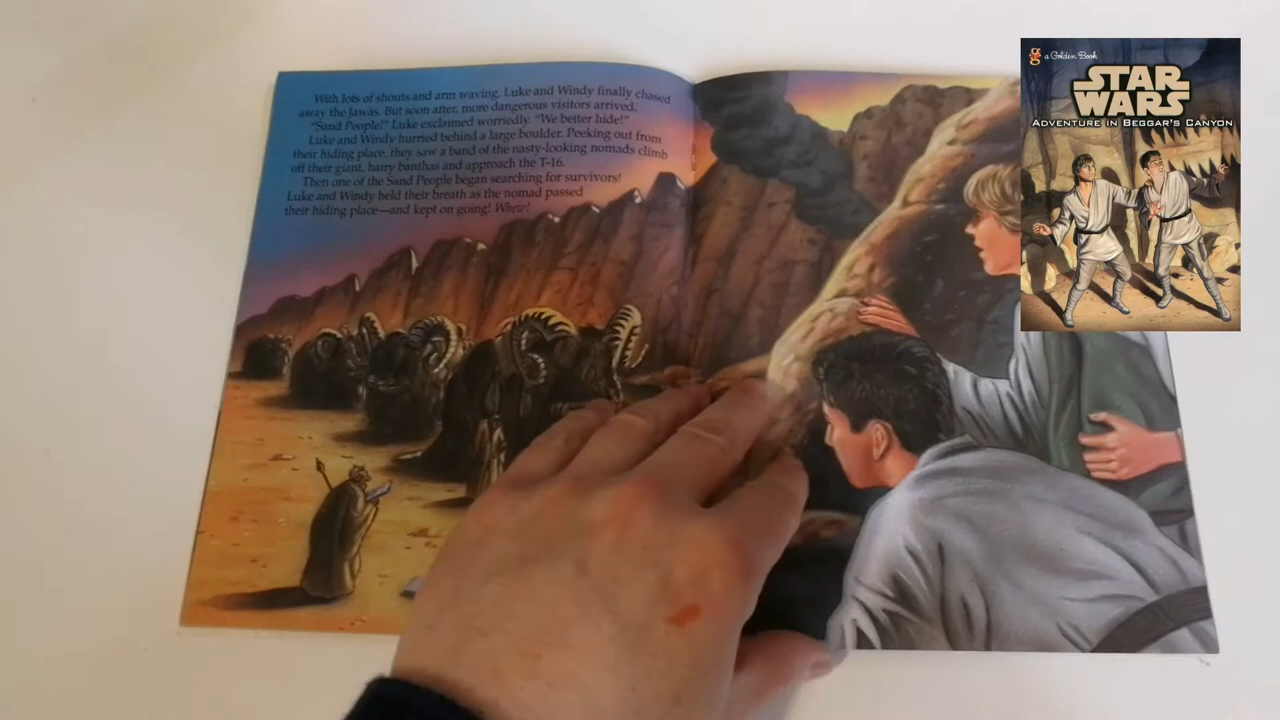 With lots of shouts and arm waving, Luke and Windy finally chased
away the Jawas. But soon after, more dangerous visitors arrived.
"Sand People!" Luke exclaimed worriedly. "We better hide!"
Luke and Windy hurried behind a large boulder. Peeking out from
their hiding place, they saw a band of the nasty-looking nomads climb
off their giant, hairy banthas and approach the T-16.
Then one of the Sand People began searching for survivors!
Luke and Windy held their breath as the nomad passed
their hiding place—and kept on going! Whew!
g a Golden Book
STAR
WARS
ADVENTURE IN BEGGAR'S CANYON